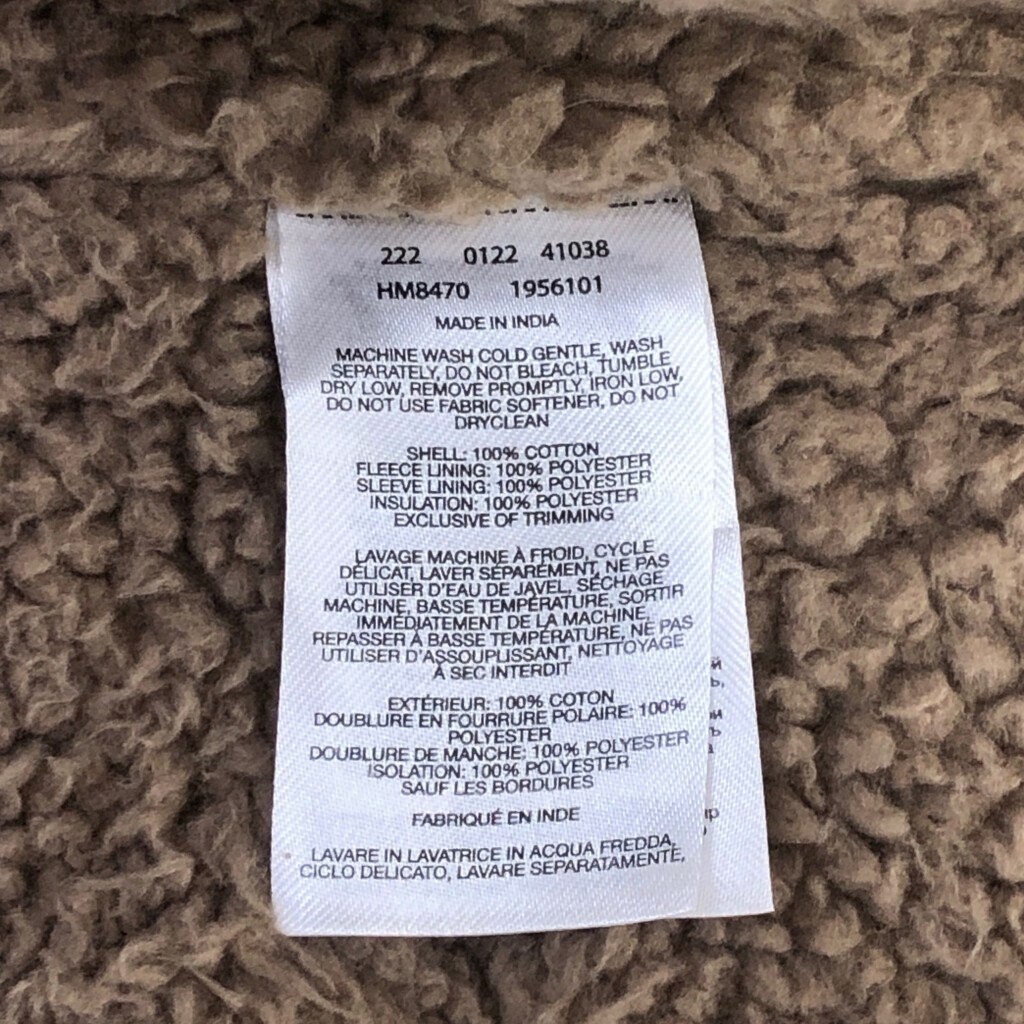 222 0122 41038
HM8470 1956101
MADE IN INDIA
MACHINE WASH COLD GENTLE, WASH
SEPARATELY, DO NOT BLEACH, TUMBLE
DRY LOW, REMOVE PROMPTLY, IRON LOW,
DO NOT USE FABRIC SOFTENER, DO NOT
DRYCLEAN
SHELL: 100% COTTON
FLEECE LINING: 100% POLYESTER
SLEEVE LINING: 100% POLYESTER
INSULATION: 100% POLYESTER
EXCLUSIVE OF TRIMMING
LAVAGE MACHINE À FROID, CYCLE
DÉLICAT, LAVER SÉPARÉMENT, NE PAS
UTILISER D'EAU DE JAVEL, SÉCHAGE
MACHINE, BASSE TEMPÉRATURE, SORTIR
IMMÉDIATEMENT DE LA MACHINE,
REPASSER À BASSE TEMPÉRATURE, NE PAS
UTILISER D'ASSOUPLISSANT, NETTOYAGE
À SEC INTERDIT
EXTÉRIEUR: 100% COTON
DOUBLURE EN FOURRURE POLAIRE: 100%
POLYESTER
DOUBLURE DE MANCHE: 100% POLYESTER
ISOLATION: 100% POLYESTER
SAUF LES BORDURES
FABRIQUÉ EN INDE
LAVARE IN LAVATRICE IN ACQUA FREDDA,
CICLO DELICATO, LAVARE SEPARATAMENTE,